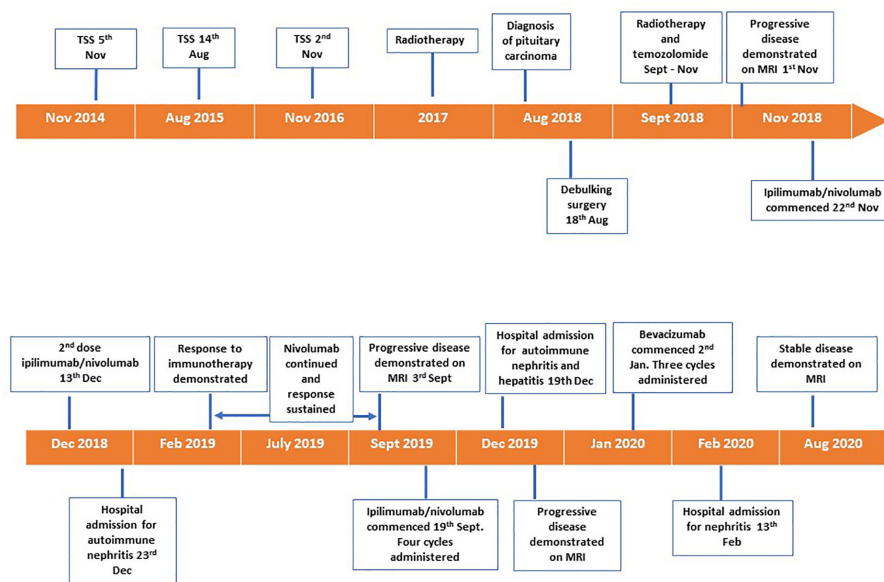 TSS 5th
Nov
TSS 14th
Aug
TSS 2nd
Nov
Radiotherapy
Diagnosis
of pituitary
carcinoma
Radiotherapy
and
temozolomide
Sept - Nov
Progressive
disease
demonstrated
on MRI 1st Nov
Nov 2014
Aug 2015
Nov 2016
2017
Aug 2018
Sept 2018
Nov 2018
Debulking
surgery
18th Aug
Ipilimumab/nivolumab
commenced 22nd Nov
2nd dose
ipilimumab/nivolumab
13th Dec
Response to
immunotherapy
demonstrated
Nivolumab
continued
and
response
sustained
Progressive disease
demonstrated on
MRI 3rd Sept
Hospital admission
for autoimmune
nephritis and
hepatitis 19th Dec
Bevacizumab
commenced 2nd
Jan. Three cycles
administered
Stable disease
demonstrated on
MRI
Dec 2018
Feb 2019
July 2019
Sept 2019
Dec 2019
Jan 2020
Feb 2020
Aug 2020
Hospital
admission for
autoimmune
nephritis 23rd
Dec
Ipilimumab/nivolumab
commenced 19th Sept.
Four cycles
administered
Progressive
disease
demonstrated
on MRI
Hospital admission
for nephritis 13th
Feb